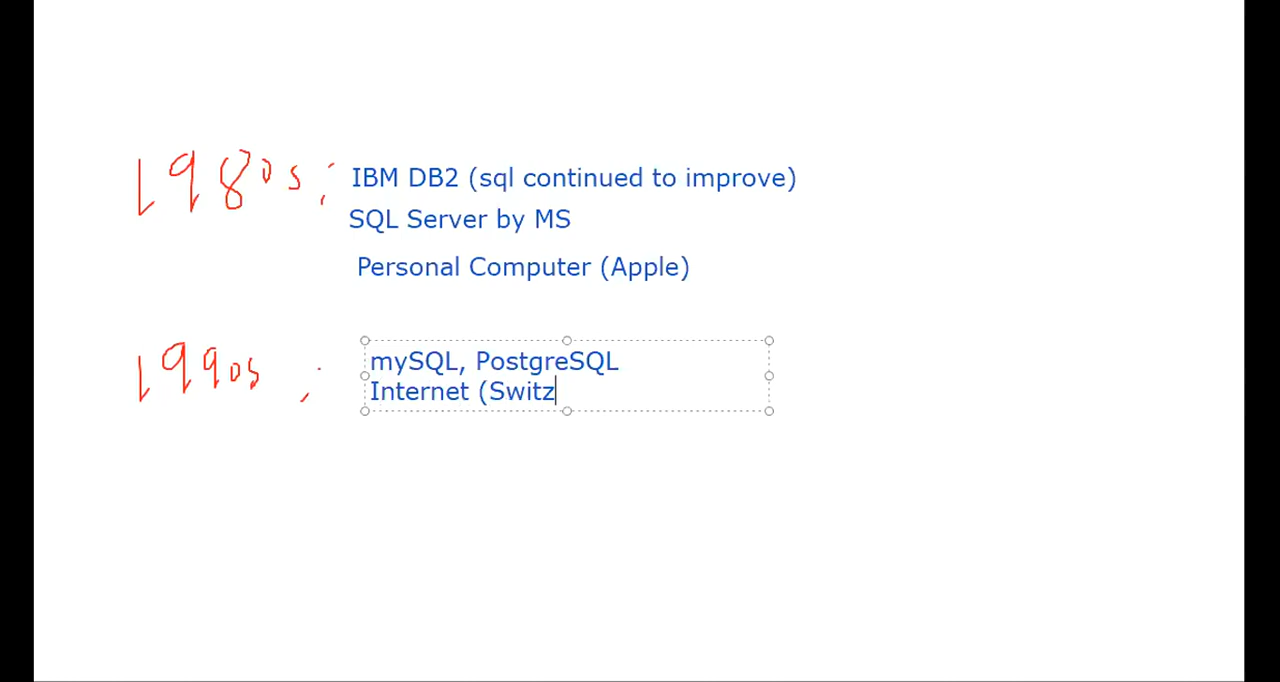 1980s: IBM DB2 (sql continued to improve)
SQL Server by MS
Personal Computer (Apple)
1990s : mySQL, PostgreSQL
Internet (Switz